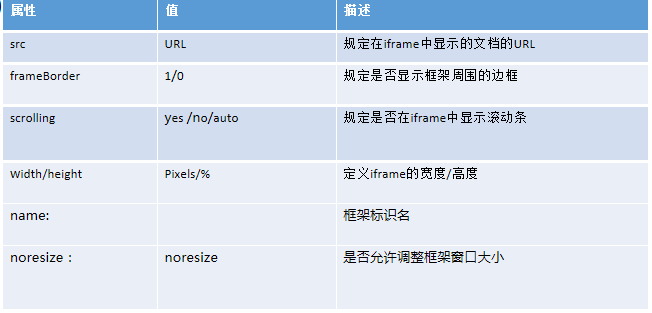 属性 值 描述
src URL 规定在iframe中显示的文档的URL
frameBorder 1/0 规定是否显示框架周围的边框
scrolling yes /no/auto 规定是否在iframe中显示滚动条
Width/height Pixels/% 定义iframe的宽度/高度
name: 框架标识名
noresize： noresize 是否允许调整框架窗口大小